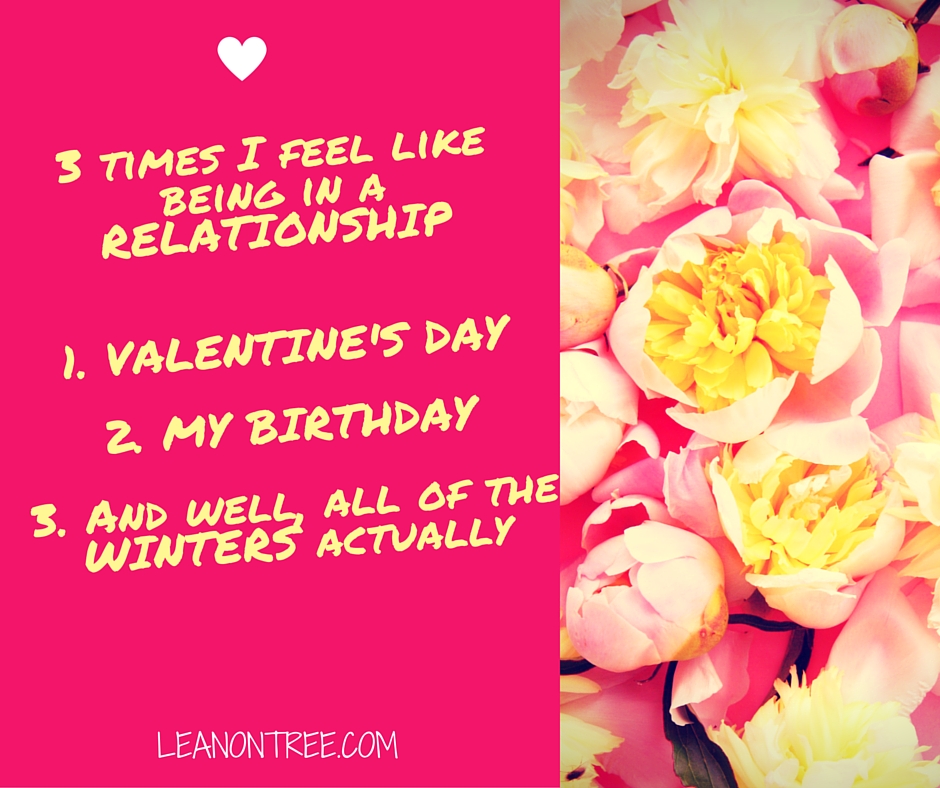 3 TIMES I FEEL LIKE
BEING IN A
RELATIONSHIP
1. VALENTINE'S DAY
2. MY BIRTHDAY
3. AND WELL, ALL OF THE
WINTERS ACTUALLY
LEANONTREE.COM